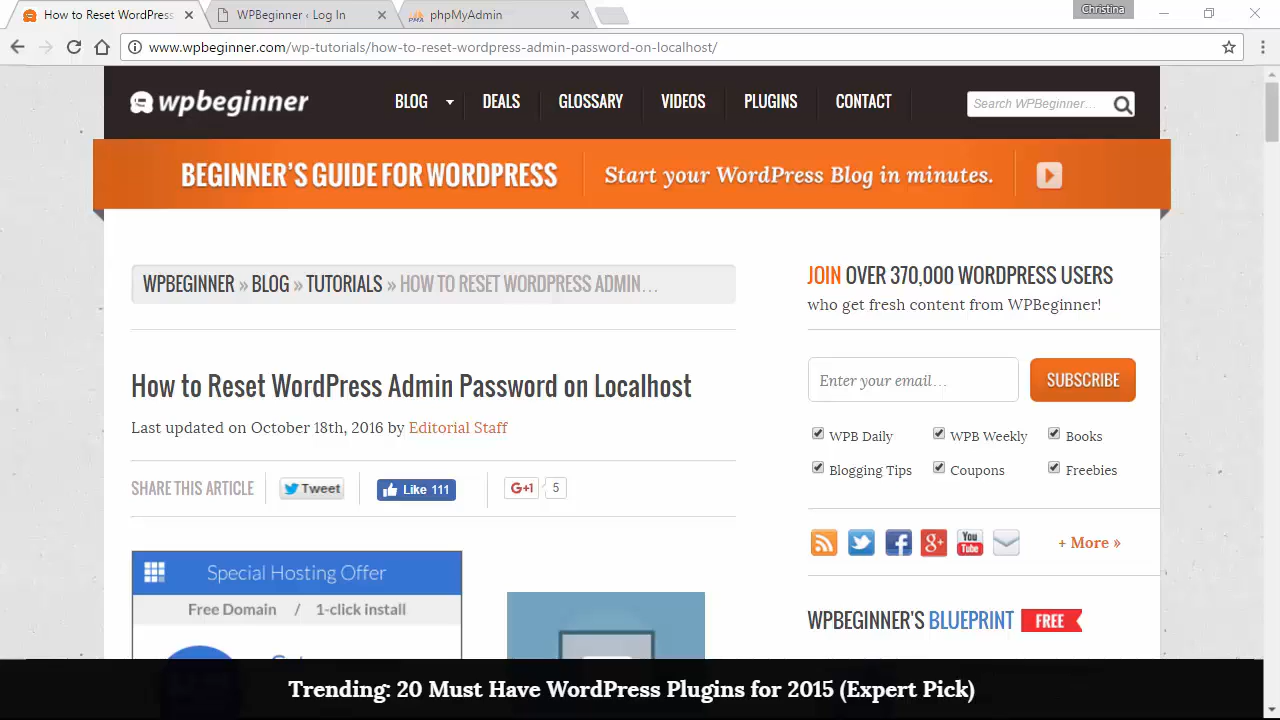 How to Reset WordPress
WPBeginner ‹ Log In
phpMyAdmin
Christina
www.wpbeginner.com/wp-tutorials/how-to-reset-wordpress-admin-password-on-localhost/
wpbeginner
BLOG
DEALS
GLOSSARY
VIDEOS
PLUGINS
CONTACT
Search WPBeginner...
BEGINNER'S GUIDE FOR WORDPRESS
Start your WordPress Blog in minutes.
WPBEGINNER » BLOG » TUTORIALS » HOW TO RESET WORDPRESS ADMIN...
JOIN OVER 370,000 WORDPRESS USERS
who get fresh content from WPBeginner!
How to Reset WordPress Admin Password on Localhost
Last updated on October 18th, 2016 by Editorial Staff
Enter your email...
SUBSCRIBE
WPB Daily
WPB Weekly
Books
Blogging Tips
Coupons
Freebies
SHARE THIS ARTICLE
Tweet
Like 111
G+1
5
You
Tube
+ More »
Special Hosting Offer
Free Domain / 1-click install
WPBEGINNER'S BLUEPRINT FREE
Trending: 20 Must Have WordPress Plugins for 2015 (Expert Pick)